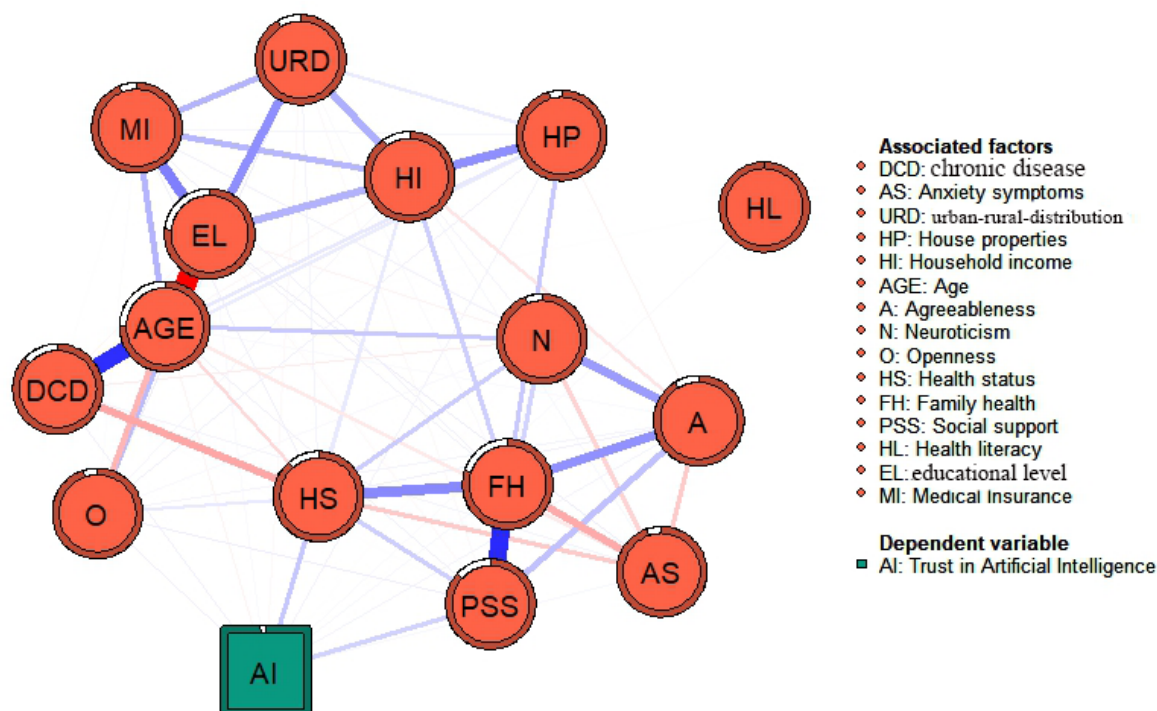 URD
MI
HP
HI
HL
EL
AGE
N
DCD
A
FH
HS
O
AS
PSS
AI
Associated factors
DCD: chronic disease
AS: Anxiety symptoms
URD: urban-rural-distribution
HP: House properties
HI: Household income
AGE: Age
A: Agreeableness
N: Neuroticism
O: Openness
HS: Health status
FH: Family health
PSS: Social support
HL: Health literacy
EL:educational level
MI: Medical insurance
Dependent variable
AI: Trust in Artificial Intelligence